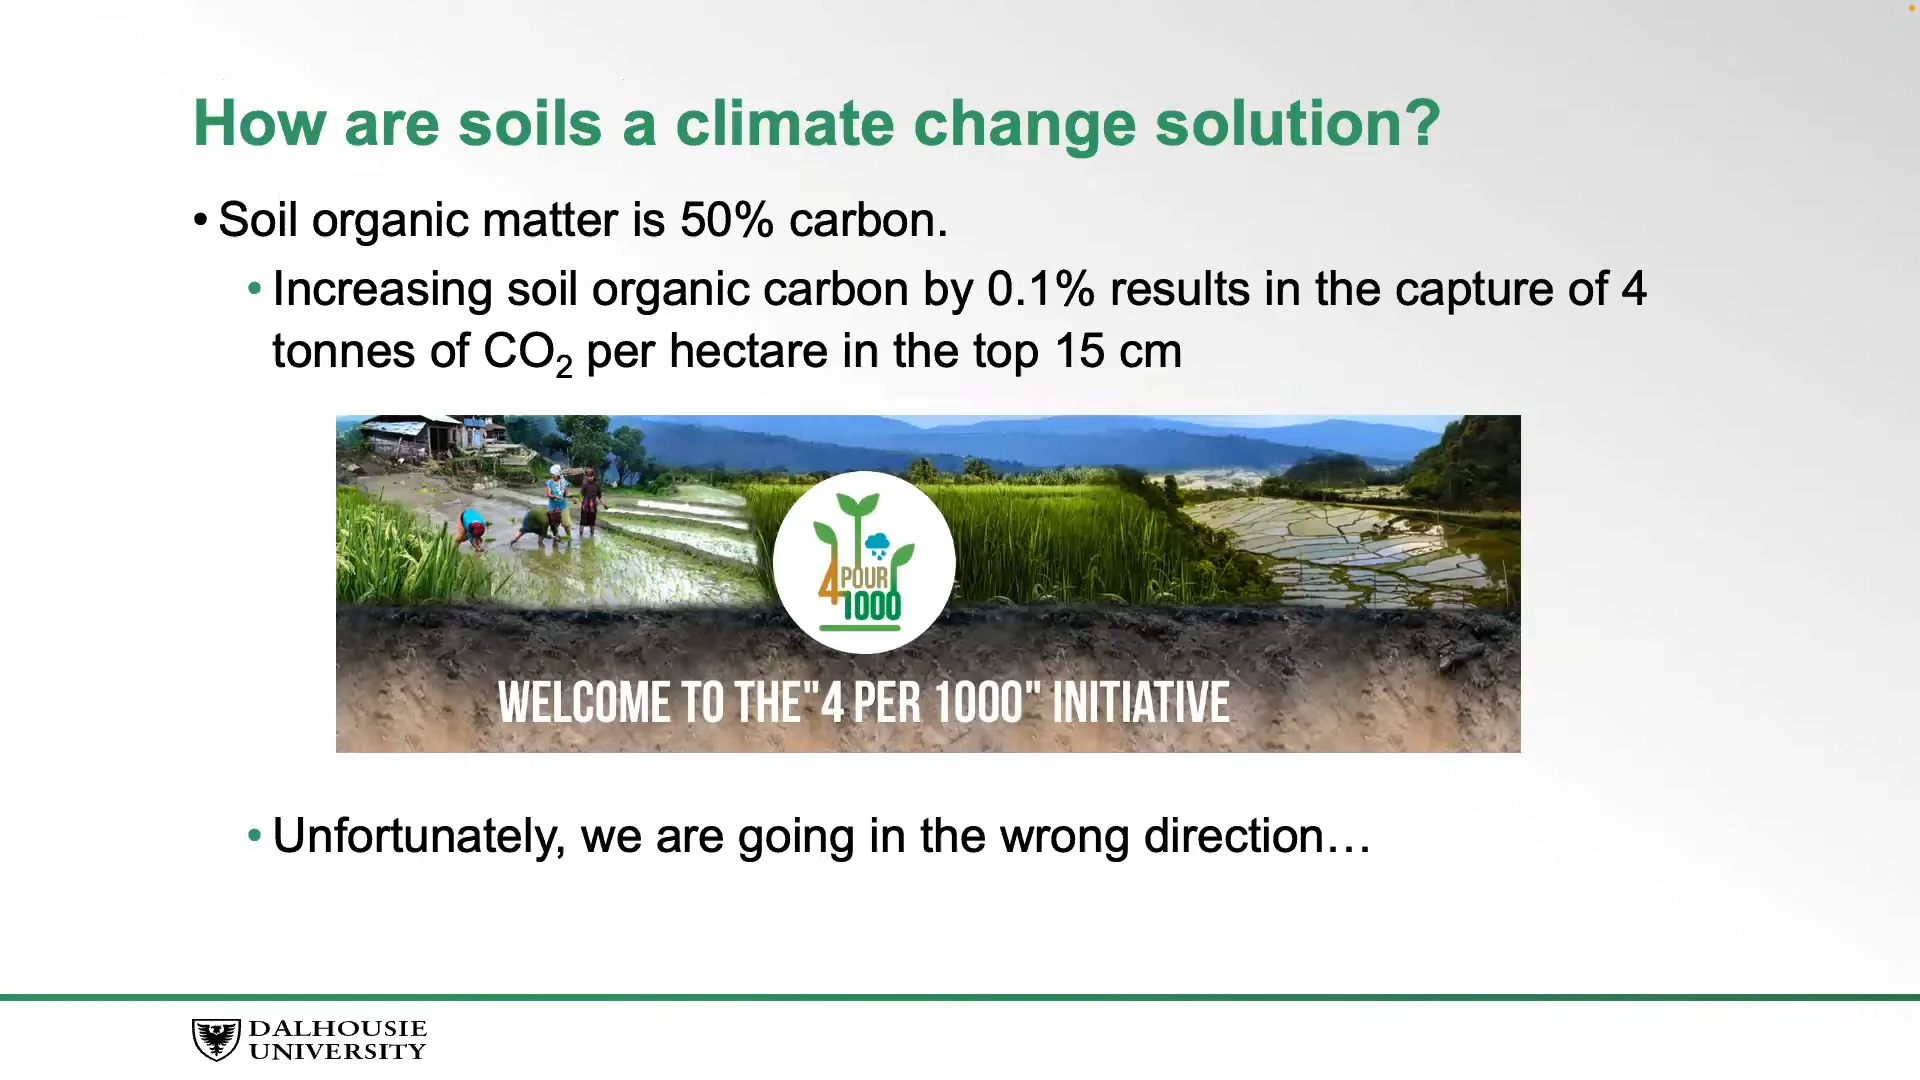 How are soils a climate change solution?
• Soil organic matter is 50% carbon.
• Increasing soil organic carbon by 0.1% results in the capture of 4
tonnes of CO₂ per hectare in the top 15 cm
4 POUR
1000
WELCOME TO THE"4 PER 1000" INITIATIVE
• Unfortunately, we are going in the wrong direction…
DALHOUSIE
UNIVERSITY